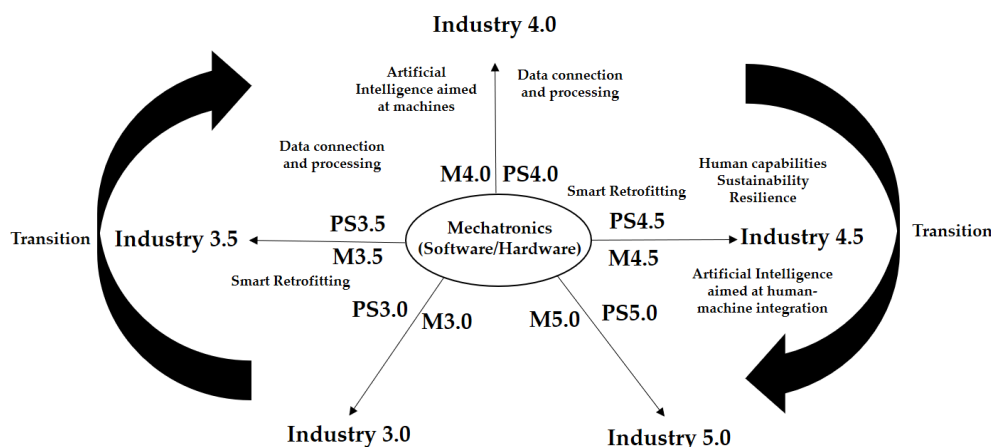 Industry 4.0
Artificial
Intelligence aimed
at machines
Data connection
and processing
Data connection
and processing
M4.0
PS4.0
Smart Retrofitting
Human capabilities
Sustainability
Resilience
Transition
Industry 3.5
PS3.5
M3.5
Mechatronics
(Software/Hardware)
PS4.5
M4.5
Industry 4.5
Transition
Smart Retrofitting
Artificial Intelligence
aimed at human-
machine integration
PS3.0
M3.0
M5.0
PS5.0
Industry 3.0
Industry 5.0